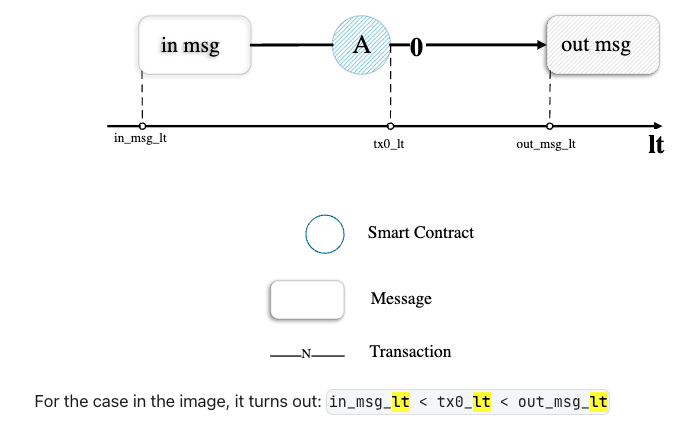 in msg A 0 out msg
in_msg_lt tx0_lt out_msg_lt lt
Smart Contract
Message
N Transaction
For the case in the image, it turns out: in_msg_lt < tx0_lt < out_msg_lt